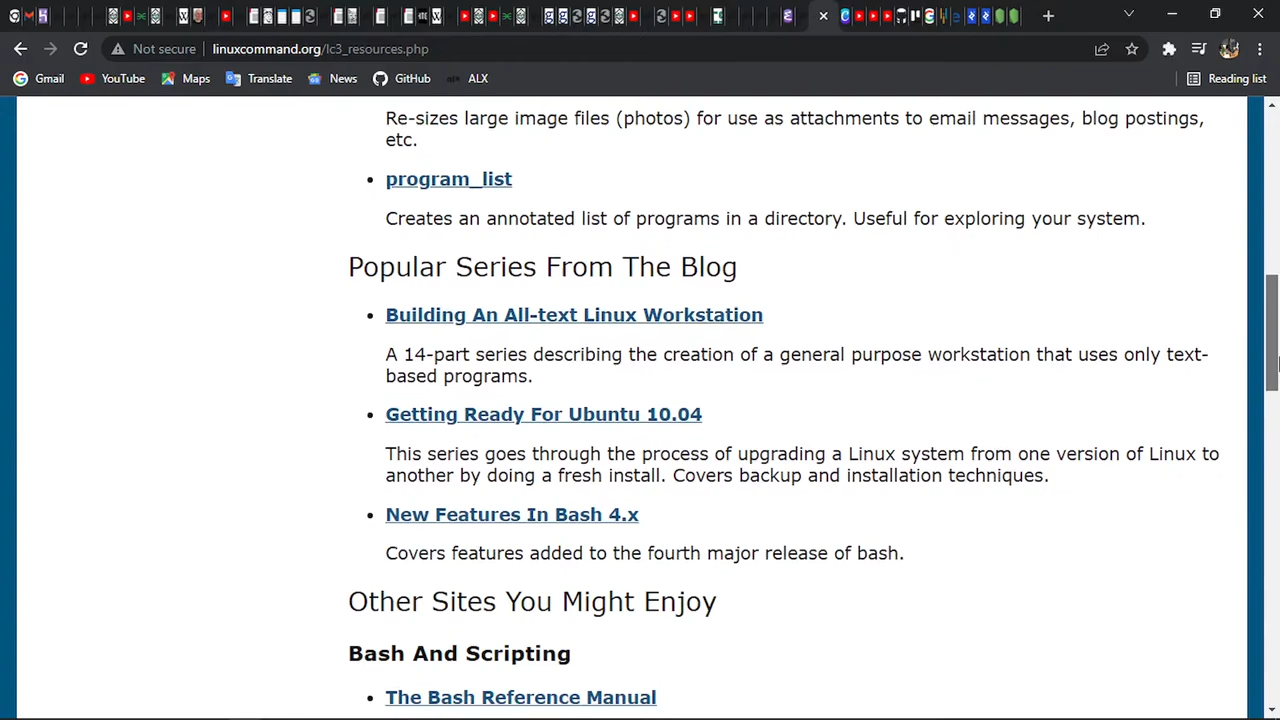 Not secure
linuxcommand.org/lc3_resources.php
Gmail
YouTube
Maps
Translate
News
GitHub
ALX
Reading list
Re-sizes large image files (photos) for use as attachments to email messages, blog postings,
etc.
program_list
Creates an annotated list of programs in a directory. Useful for exploring your system.
Popular Series From The Blog
Building An All-text Linux Workstation
A 14-part series describing the creation of a general purpose workstation that uses only text-
based programs.
Getting Ready For Ubuntu 10.04
This series goes through the process of upgrading a Linux system from one version of Linux to
another by doing a fresh install. Covers backup and installation techniques.
New Features In Bash 4.x
Covers features added to the fourth major release of bash.
Other Sites You Might Enjoy
Bash And Scripting
The Bash Reference Manual